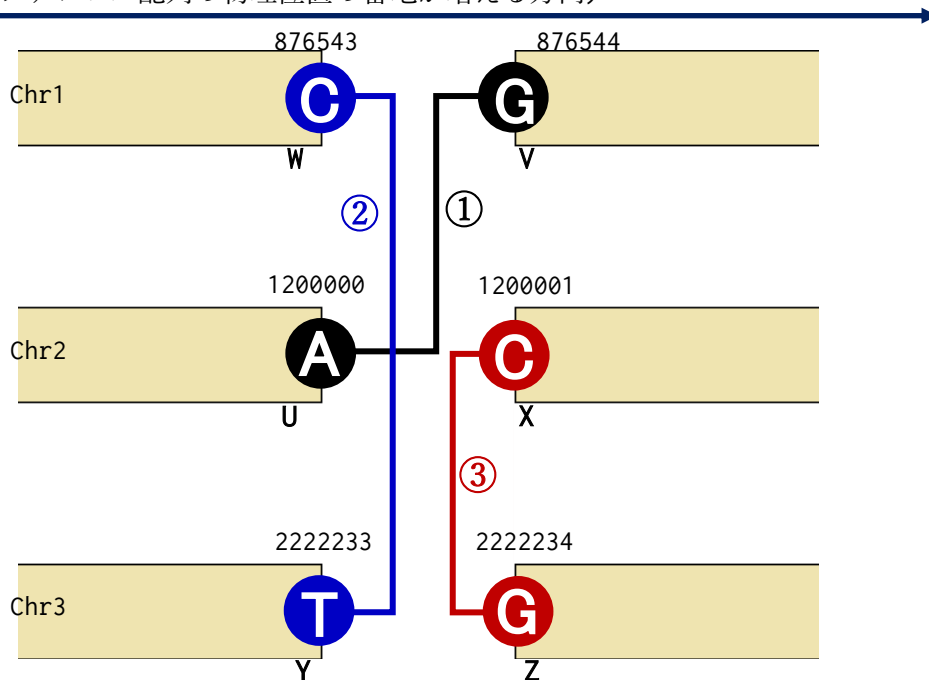 876543 876544
Chr1 C G
W V
② ①
1200000 1200001
Chr2 A C
U X
③
2222233 2222234
Chr3 T G
Y Z